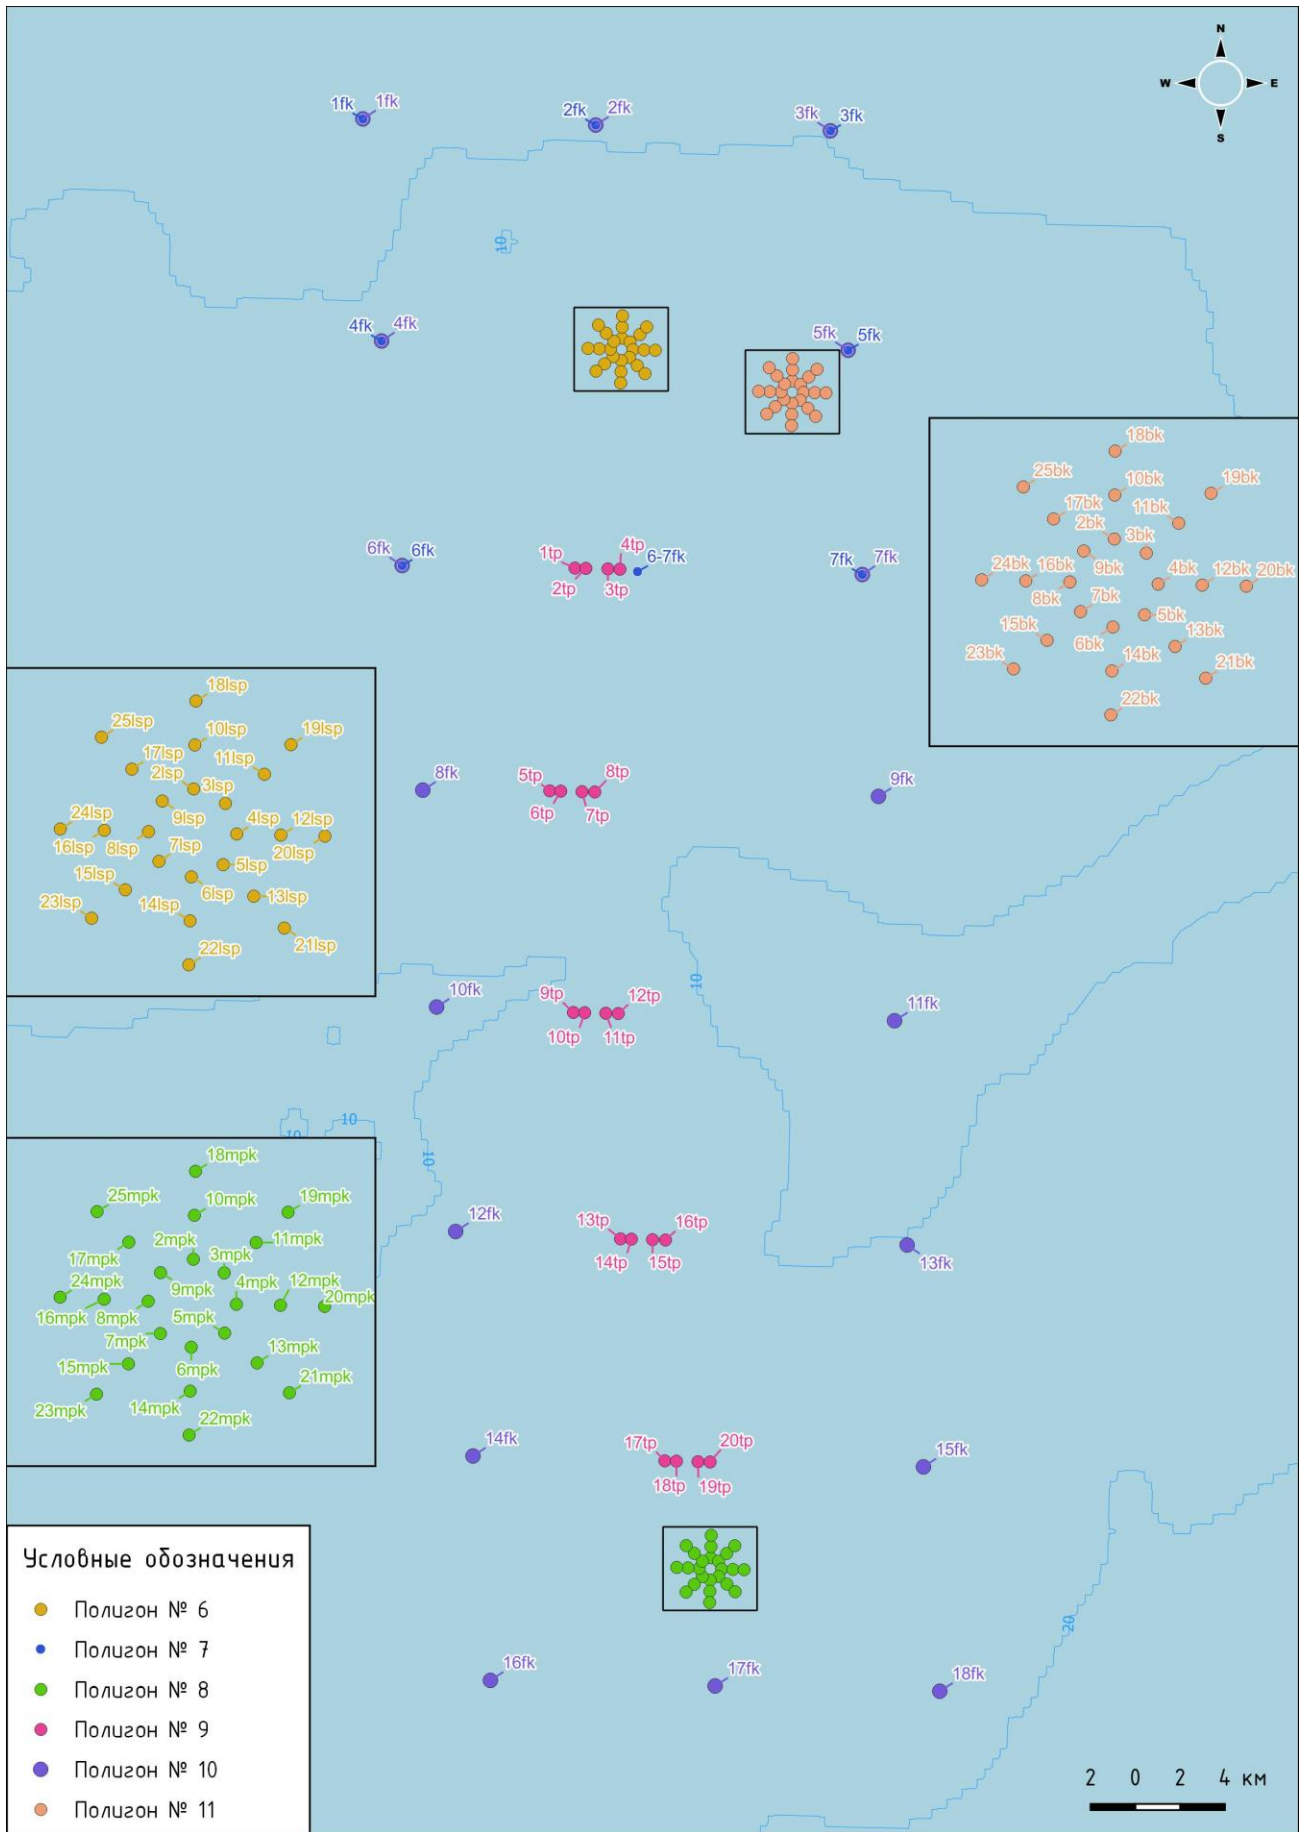 N
W E
S
1fk 1fk
2fk 2fk
3fk 3fk
10
4fk 4fk
5fk 5fk
18bk
25bk
10bk
19bk
17bk
11bk
2bk
3bk
24bk
16bk
9bk
4bk
12bk
20bk
8bk
7bk
5bk
15bk
6bk
13bk
23bk
14bk
21bk
22bk
6fk 6fk
1tp
4tp
6-7fk
2tp
3tp
7fk 7fk
18lsp
25lsp
10lsp
19lsp
17lsp
11lsp
2lsp
3lsp
24lsp
9lsp
4lsp
12lsp
16lsp
8lsp
7lsp
20lsp
15lsp
5lsp
23lsp
6lsp
13lsp
14lsp
21lsp
22lsp
8fk
5tp
8tp
6tp
7tp
9fk
10
10fk
9tp
12tp
10tp
11tp
11fk
10
10
10
18mpk
25mpk
10mpk
19mpk
17mpk
2mpk
11mpk
3mpk
24mpk
9mpk
4mpk
12mpk
20mpk
16mpk
8mpk
5mpk
7mpk
15mpk
6mpk
13mpk
23mpk
14mpk
21mpk
22mpk
12fk
13tp
16tp
14tp
15tp
13fk
14fk
17tp
20tp
18tp
19tp
15fk
20
16fk
17fk
18fk
Условные обозначения
Полигон № 6
Полигон № 7
Полигон № 8
Полигон № 9
Полигон № 10
Полигон № 11
2 0 2 4 км